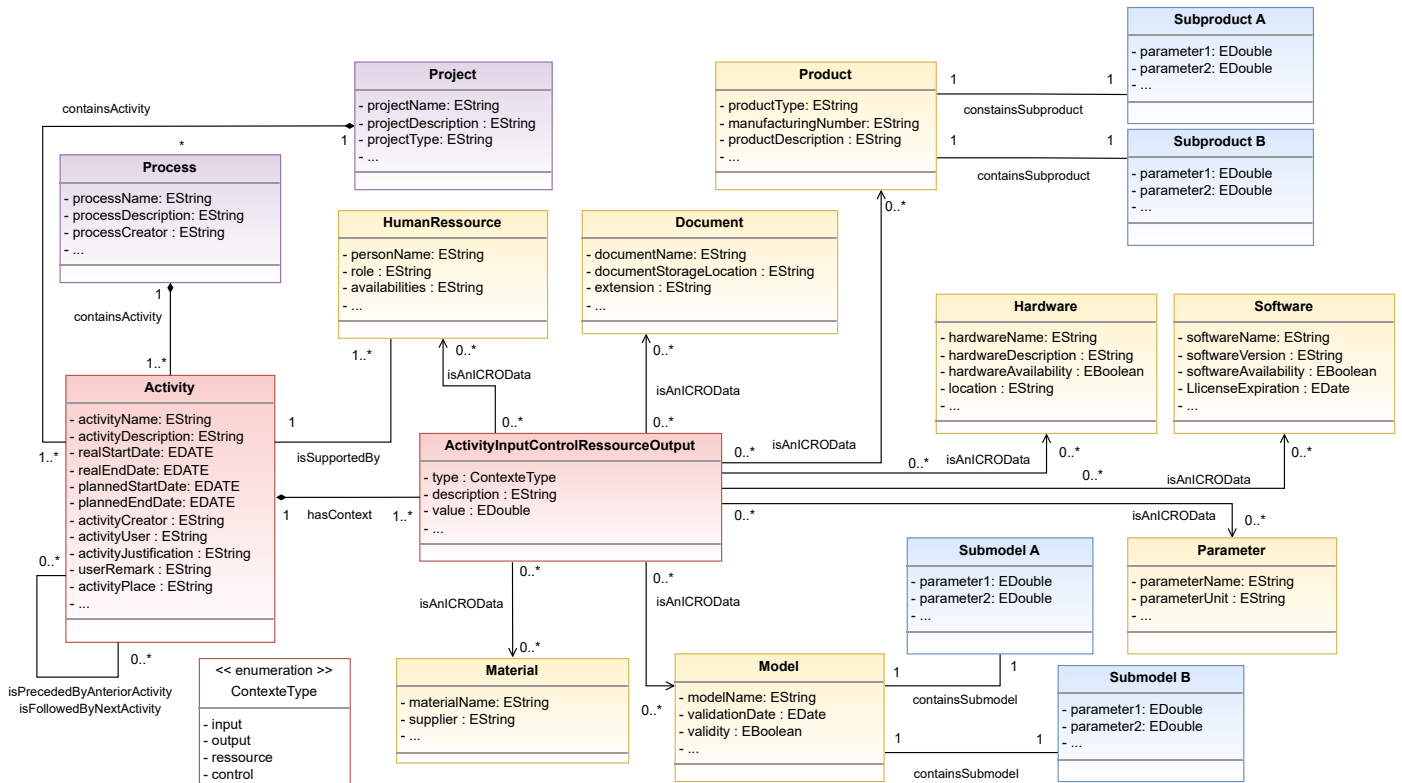 Project
- projectName: EString
- projectDescription : EString
- projectType: EString
- ...
containsActivity
1
*
Process
- processName: EString
- processDescription: EString
- processCreator : EString
- ...
1
containsActivity
1..*
1..*
Activity
- activityName: EString
- activityDescription: EString
- realStartDate: EDATE
- realEndDate: EDATE
- plannedStartDate: EDATE
- plannedEndDate: EDATE
- activityCreator: EString
- activityUser : EString
- activityJustification : EString
- userRemark : EString
- activityPlace : EString
- ...
0..*
0..*
isPrecededByAnteriorActivity
isFollowedByNextActivity
<< enumeration >>
ContexteType
- input
- output
- ressource
- control
HumanRessource
- personName: EString
- role : EString
- availabilities : EString
- ...
1..*
1
isSupportedBy
0..*
isAnICROData
0..*
1
hasContext
1..*
Document
- documentName: EString
- documentStorageLocation : EString
- extension : EString
- ...
0..*
isAnICROData
0..*
ActivityInputControlRessourceOutput
- type : ContexteType
- description : EString
- value : EDouble
- ...
Product
- productType: EString
- manufacturingNumber: EString
- productDescription : EString
- ...
1
1
constainsSubproduct
1
1
containsSubproduct
Subproduct A
- parameter1: EDouble
- parameter2: EDouble
- ...
Subproduct B
- parameter1: EDouble
- parameter2: EDouble
- ...
0..*
0..*
isAnICROData
Hardware
- hardwareName: EString
- hardwareDescription : EString
- hardwareAvailability : EBoolean
- location : EString
- ...
0..*
0..*
isAnICROData
Software
- softwareName: EString
- softwareVersion : EString
- softwareAvailability : EBoolean
- LlicenseExpiration : EDate
- ...
0..*
0..*
isAnICROData
0..*
isAnICROData
0..*
Parameter
- parameterName: EString
- parameterUnit : EString
- ...
0..*
isAnICROData
0..*
Material
- materialName: EString
- supplier : EString
- ...
0..*
isAnICROData
0..*
Model
- modelName: EString
- validationDate : EDate
- validity : EBoolean
- ...
Submodel A
- parameter1: EDouble
- parameter2: EDouble
- ...
1
1
containsSubmodel
1
1
containsSubmodel
Submodel B
- parameter1: EDouble
- parameter2: EDouble
- ...